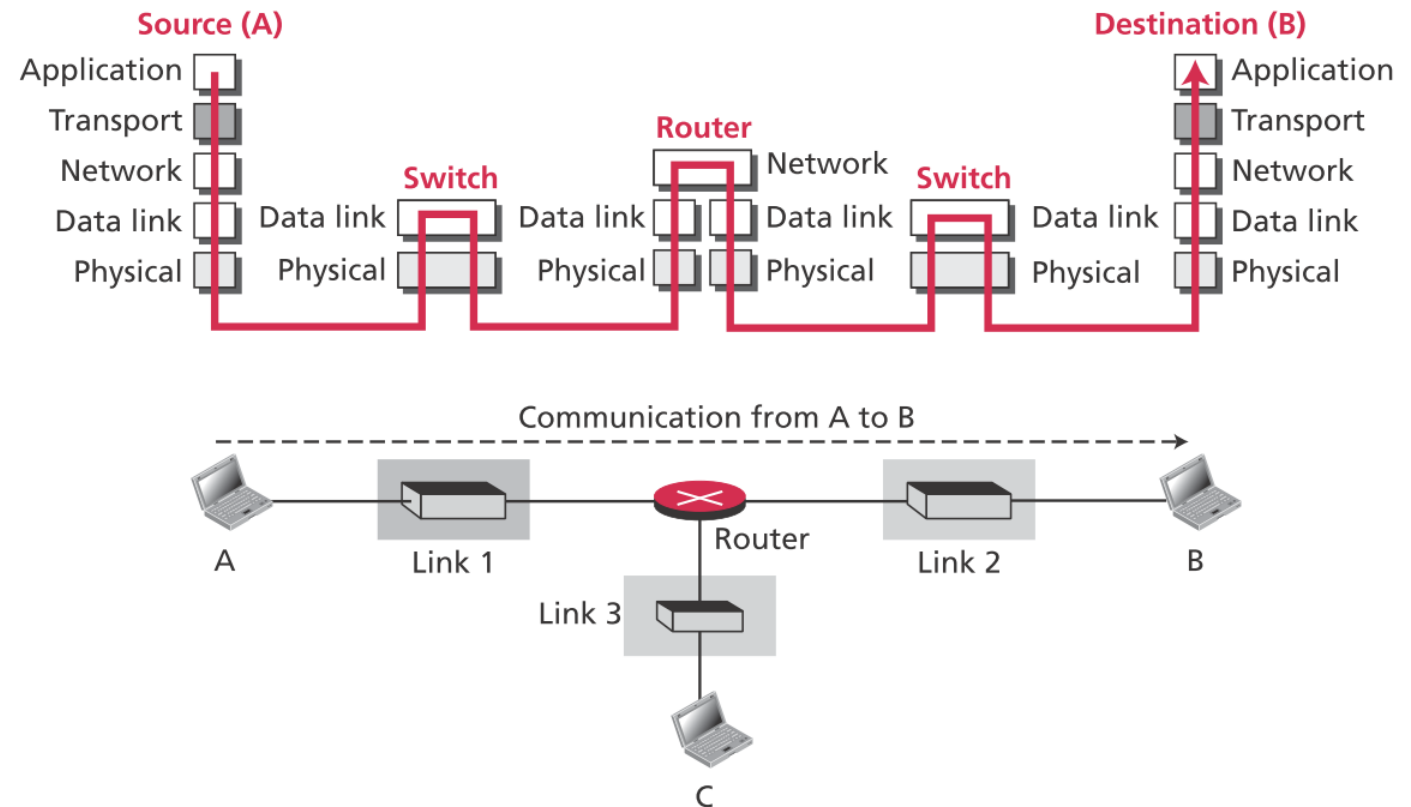 Source (A)
Destination (B)
Application
Application
Transport
Router
Transport
Network
Switch
Network
Switch
Network
Data link
Data link
Data link
Data link
Data link
Data link
Physical
Physical
Physical
Physical
Physical
Physical
Communication from A to B
A
Link 1
Router
Link 2
B
Link 3
C